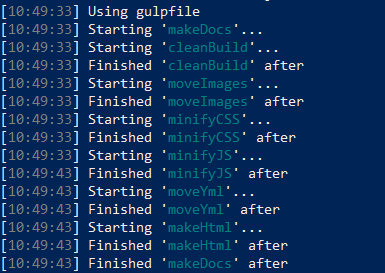 [10:49:33] Using gulpfile
[10:49:33] Starting 'makeDocs'...
[10:49:33] Starting 'cleanBuild'...
[10:49:33] Finished 'cleanBuild' after
[10:49:33] Starting 'moveImages'...
[10:49:33] Finished 'moveImages' after
[10:49:33] Starting 'minifyCSS'...
[10:49:33] Finished 'minifyCSS' after
[10:49:33] Starting 'minifyJS'...
[10:49:43] Finished 'minifyJS' after
[10:49:43] Starting 'moveYml'...
[10:49:43] Finished 'moveYml' after
[10:49:43] Starting 'makeHtml'...
[10:49:43] Finished 'makeHtml' after
[10:49:43] Finished 'makeDocs' after